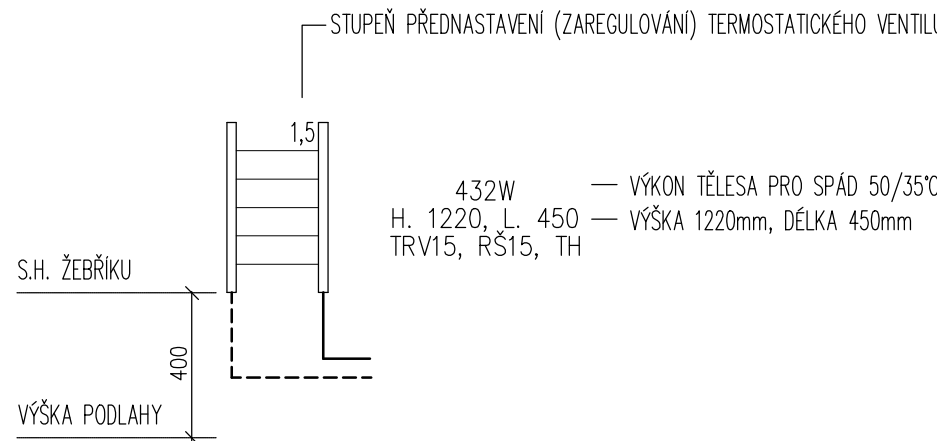 STUPEŇ PŘEDNASTAVENÍ (ZAREGULOVÁNÍ) TERMOSTATICKÉHO VENTILU
1,5
432W — VÝKON TĚLESA PRO SPÁD 50/35°C
H. 1220, L. 450 — VÝŠKA 1220mm, DÉLKA 450mm
TRV15, RŠ15, TH
S.H. ŽEBŘÍKU
400
VÝŠKA PODLAHY